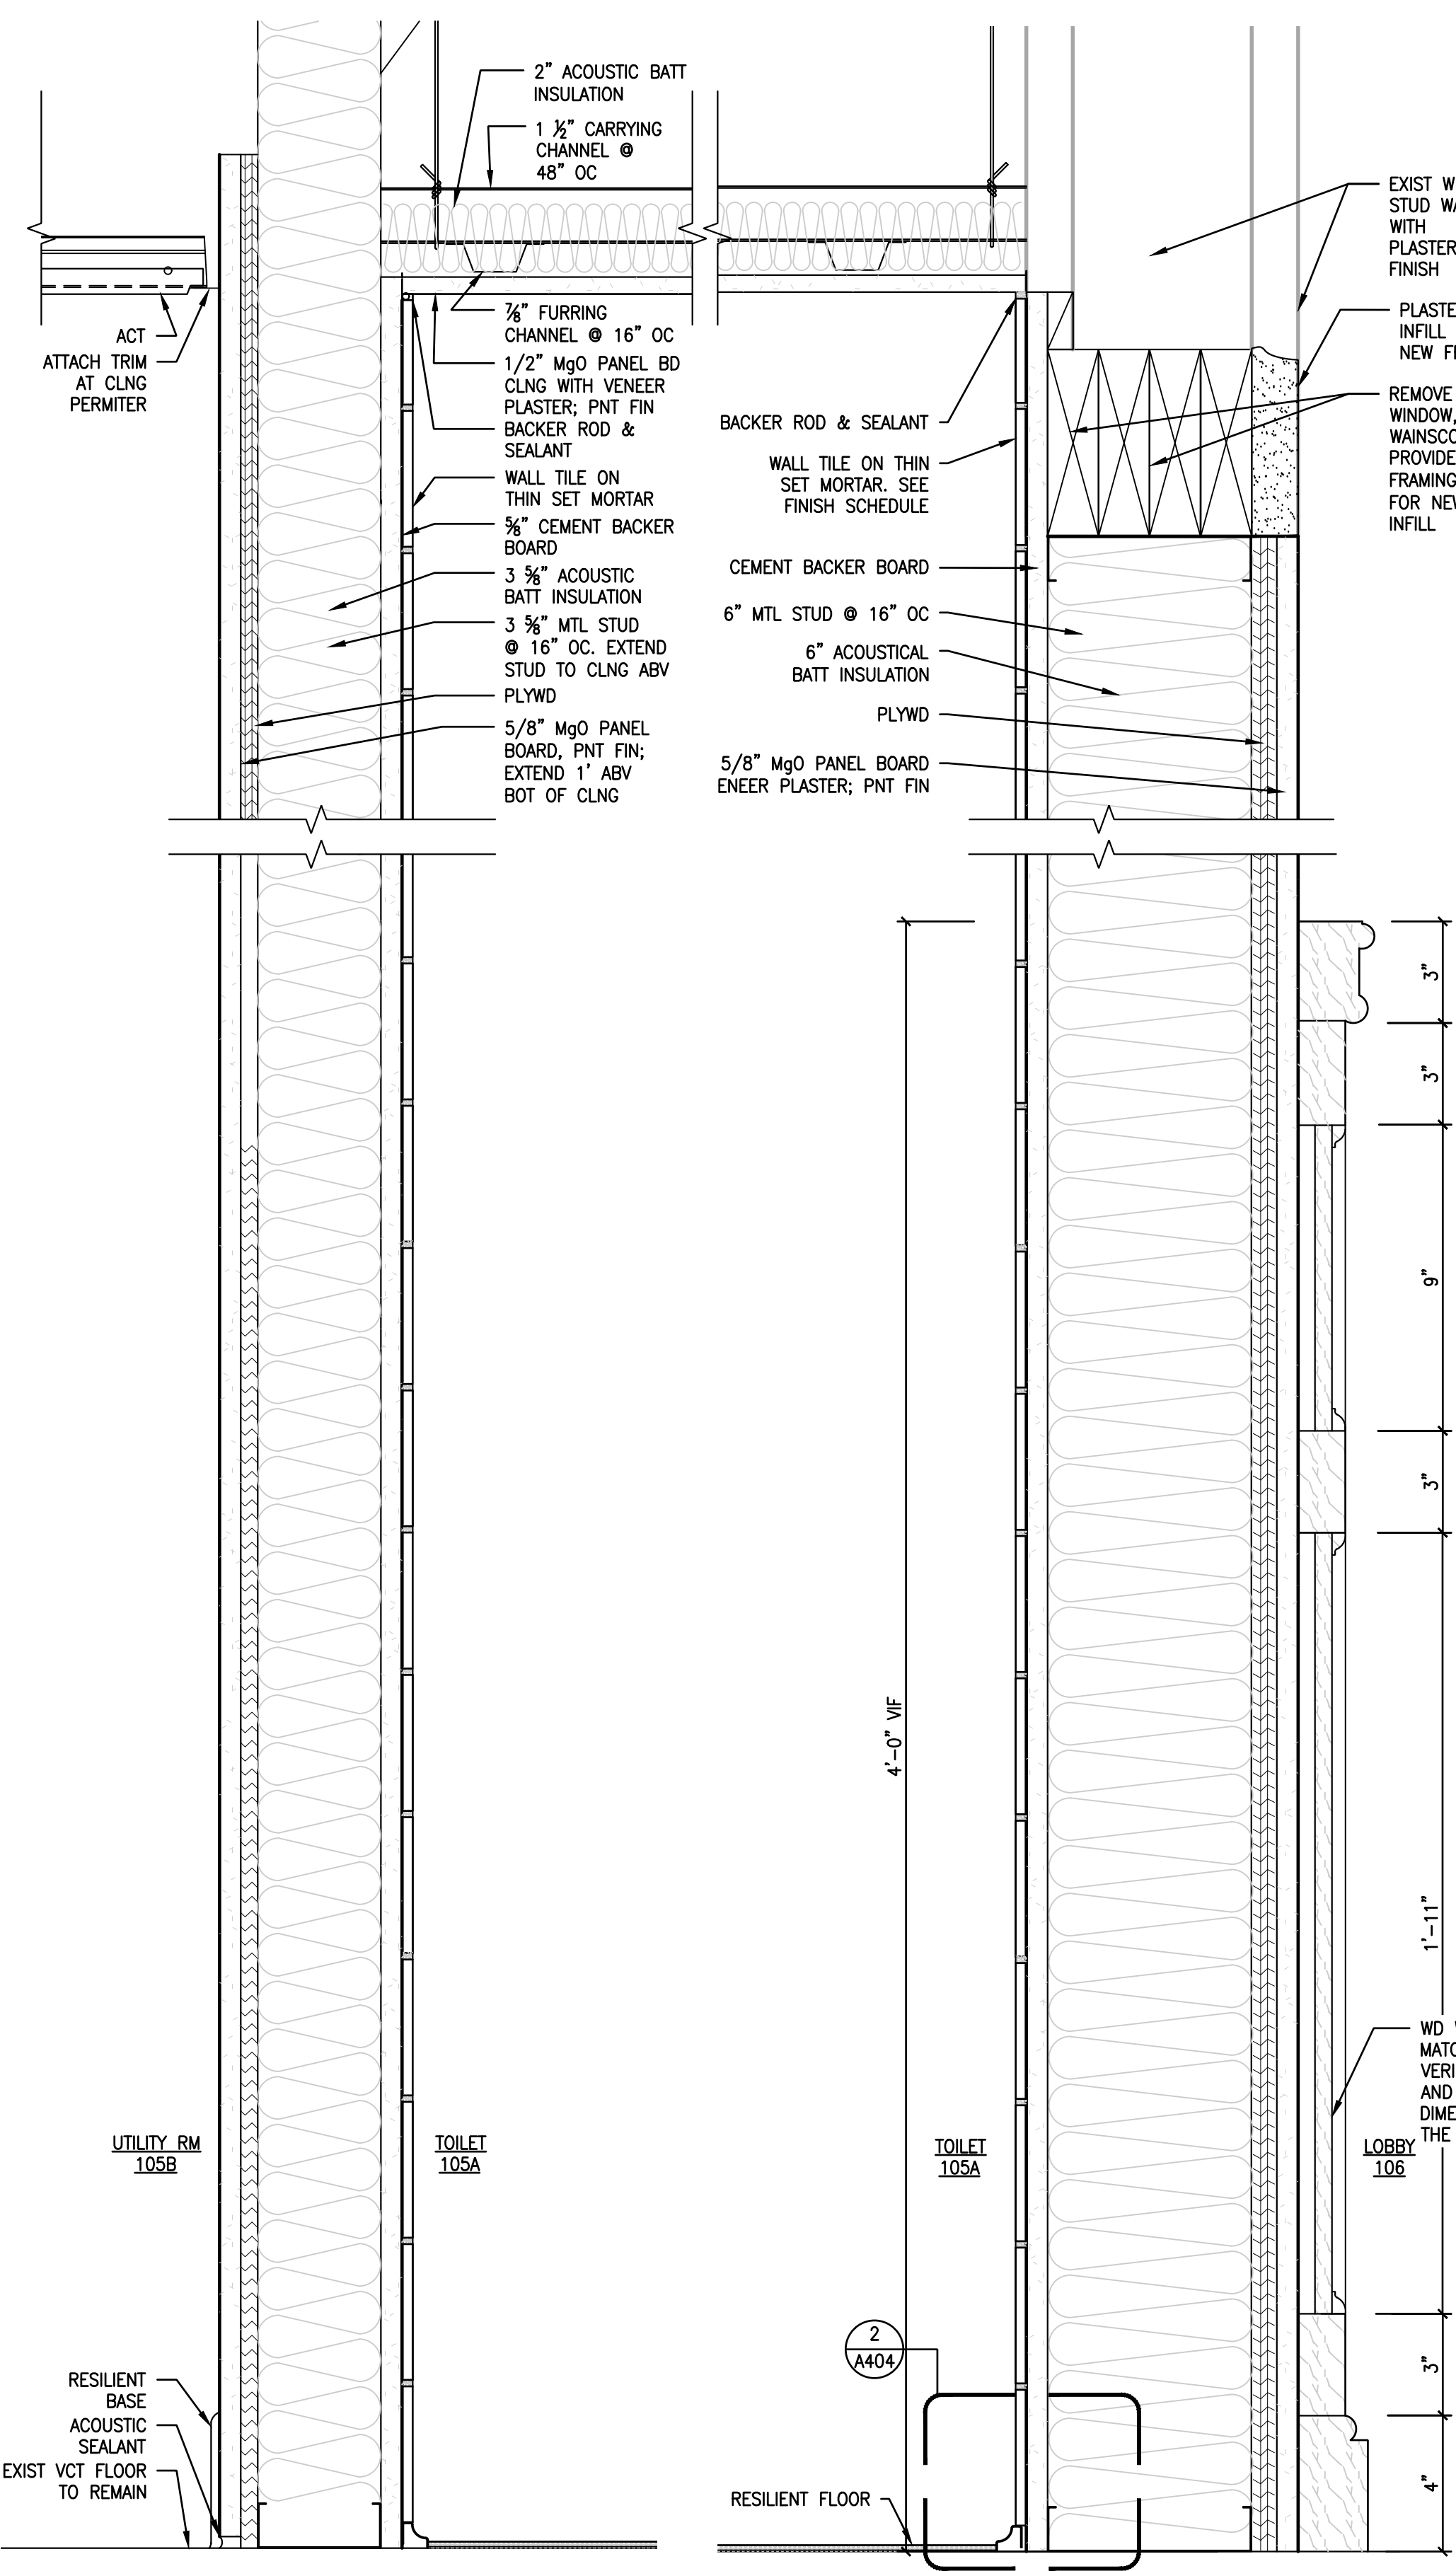 2" ACOUSTIC BATT
INSULATION
1 ½" CARRYING
CHANNEL @
48" OC
ACT
ATTACH TRIM
AT CLNG
PERMITER
⅞" FURRING
CHANNEL @ 16" OC
1/2" MgO PANEL BD
CLNG WITH VENEER
PLASTER; PNT FIN
BACKER ROD &
SEALANT
WALL TILE ON
THIN SET MORTAR
⅝" CEMENT BACKER
BOARD
3 ⅝" ACOUSTIC
BATT INSULATION
3 ⅝" MTL STUD
@ 16" OC. EXTEND
STUD TO CLNG ABV
PLYWD
5/8" MgO PANEL
BOARD, PNT FIN;
EXTEND 1' ABV
BOT OF CLNG
BACKER ROD & SEALANT
WALL TILE ON THIN
SET MORTAR. SEE
FINISH SCHEDULE
CEMENT BACKER BOARD
6" MTL STUD @ 16" OC
6" ACOUSTICAL
BATT INSULATION
PLYWD
5/8" MgO PANEL BOARD
ENEER PLASTER; PNT FIN
EXIST W
STUD WA
WITH
PLASTER
FINISH
PLASTE
INFILL
NEW F
REMOVE
WINDOW,
WAINSCO
PROVIDE
FRAMING
FOR NEW
INFILL
3"
3"
9"
3"
1'-11"
3"
4"
4'-0" VIF
WD
MATC
VERI
AND
DIME
THE
UTILITY RM
105B
TOILET
105A
TOILET
105A
LOBBY
106
2
A404
RESILIENT
BASE
ACOUSTIC
SEALANT
EXIST VCT FLOOR
TO REMAIN
RESILIENT FLOOR